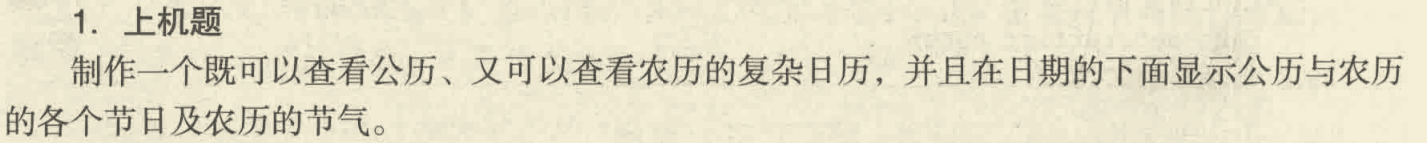 1. 上机题
制作一个既可以查看公历、又可以查看农历的复杂日历，并且在日期的下面显示公历与农历
的各个节日及农历的节气。